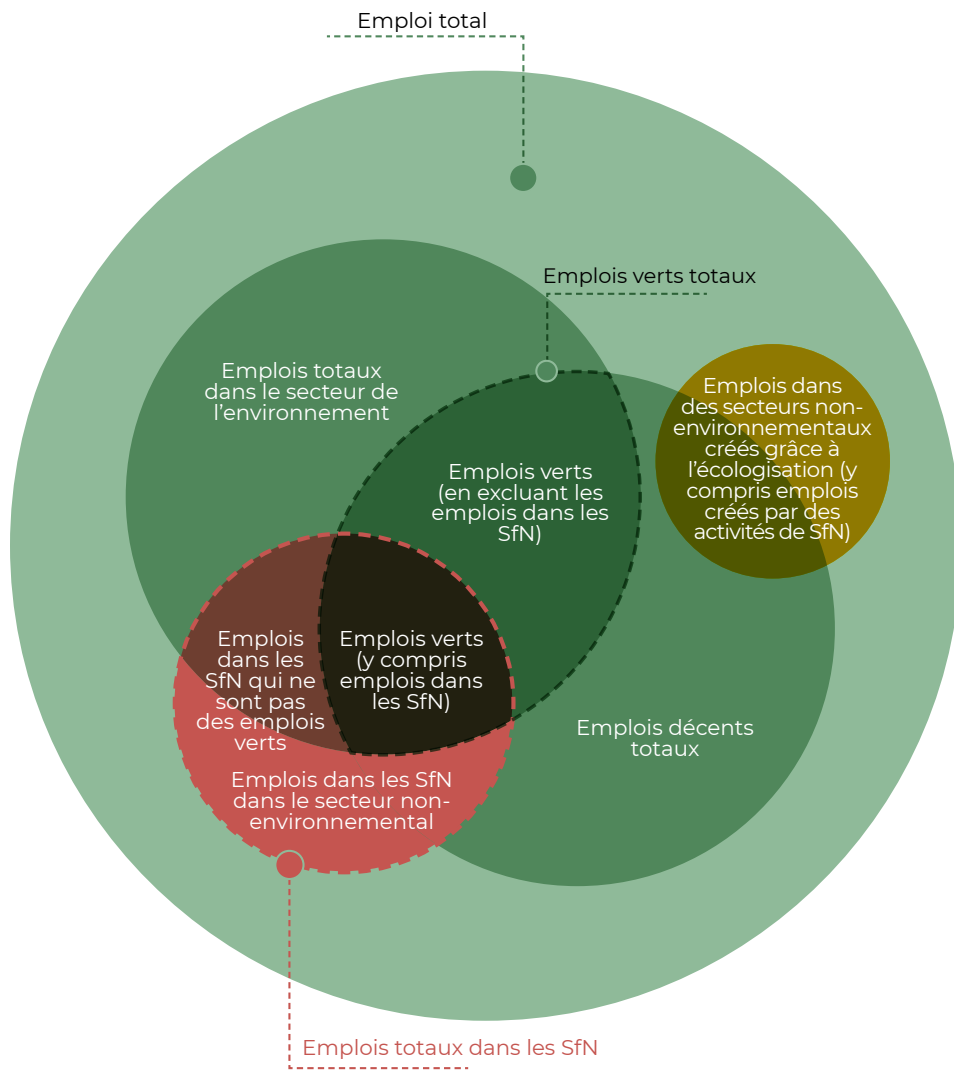 Emploi total
Emplois verts totaux
Emplois totaux
dans le secteur de
l’environnement
Emplois dans
des secteurs non-
environnementaux
créés grâce à
l’écologisation (y
compris emplois
créés par des
activités de SfN)
Emplois verts
(en excluant les
emplois dans les
SfN)
Emplois
dans les
SfN qui ne
sont pas
des emplois
verts
Emplois verts
(y compris
emplois dans
les SfN)
Emplois décents
totaux
Emplois dans les SfN
dans le secteur non-
environnemental
Emplois totaux dans les SfN